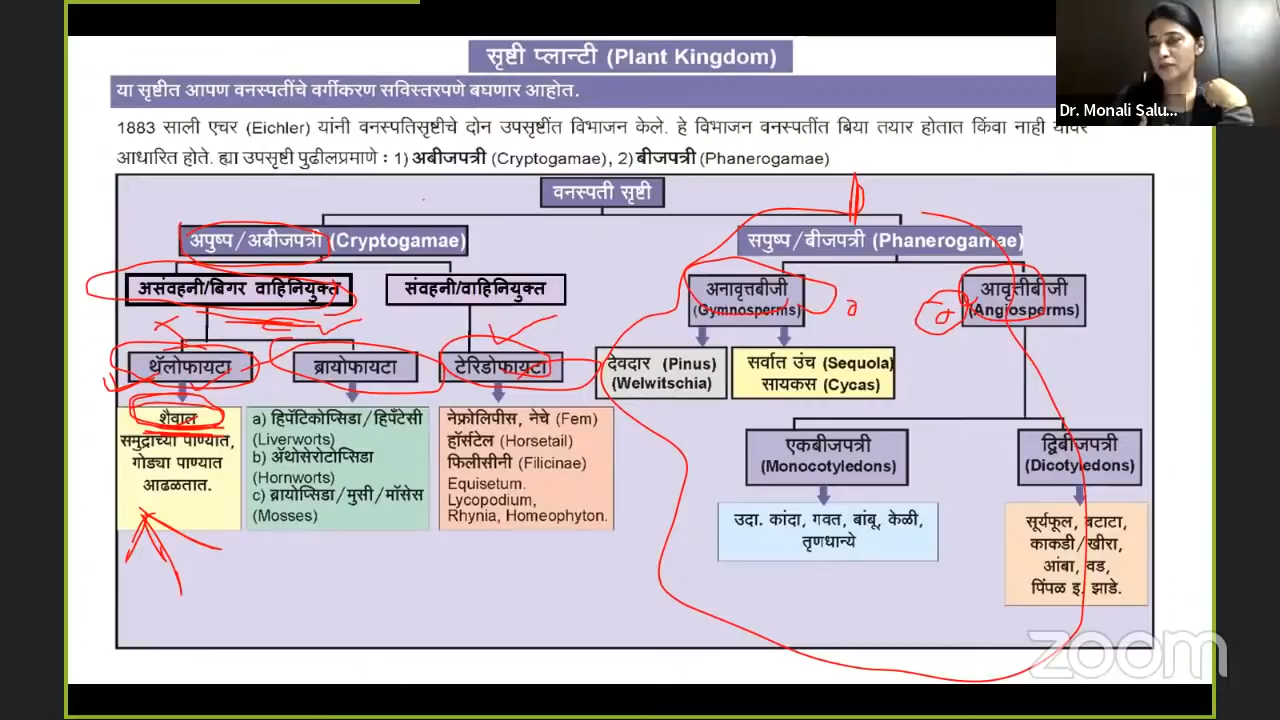 सृष्टी प्लान्टी (Plant Kingdom)
या सृष्टीत आपण वनस्पतींचे वर्गीकरण सविस्तरपणे बघणार आहोत.
Dr. Monali Salu...
1883 साली एचर (Eichler) यांनी वनस्पतिसृष्टीचे दोन उपसृष्टींत विभाजन केले. हे विभाजन वनस्पतींत बिया तयार होतात किंवा नाही यावर
आधारित होते. ह्या उपसृष्टी पुढीलप्रमाणे : 1) अबीजपत्री (Cryptogamae), 2) बीजपत्री (Phanerogamae)
वनस्पती सृष्टी
अपुष्प/अबीजपत्री (Cryptogamae)
सपुष्प/बीजपत्री (Phanerogamae)
असंवहनी/बिगर वाहिनियुक्त
संवहनी/वाहिनियुक्त
अनावृत्तबीजी
(Gymnosperms)
आवृत्तीबीजी
(Angiosperms)
थॅलोफायटा
ब्रायोफायटा
टेरिडोफायटा
देवदार (Pinus)
(Welwitschia)
सर्वात उंच (Sequola)
सायकस (Cycas)
शैवाल
समुद्राच्या पाण्यात,
गोड्या पाण्यात
आढळतात.
a) हिपॅटिकोप्सिडा/हिपॅंटेसी
(Liverworts)
b) ॲंथोसेरोटोप्सिडा
(Hornworts)
c) ब्रायोप्सिडा/मुसी/मॉसेस
(Mosses)
नेफ्रोलिपीस, नेचे (Fem)
हॉर्सटेल (Horsetail)
फिलीसीनी (Filicinae)
Equisetum.
Lycopodium,
Rhynia, Homeophyton.
एकबीजपत्री
(Monocotyledons)
द्विबीजपत्री
(Dicotyledons)
उदा. कांदा, गवत, बांबू, केळी,
तृणधान्ये
सूर्यफूल, बटाटा,
काकडी/खीरा,
आंबा, वड,
पिंपळ इ. झाडे.
zoom